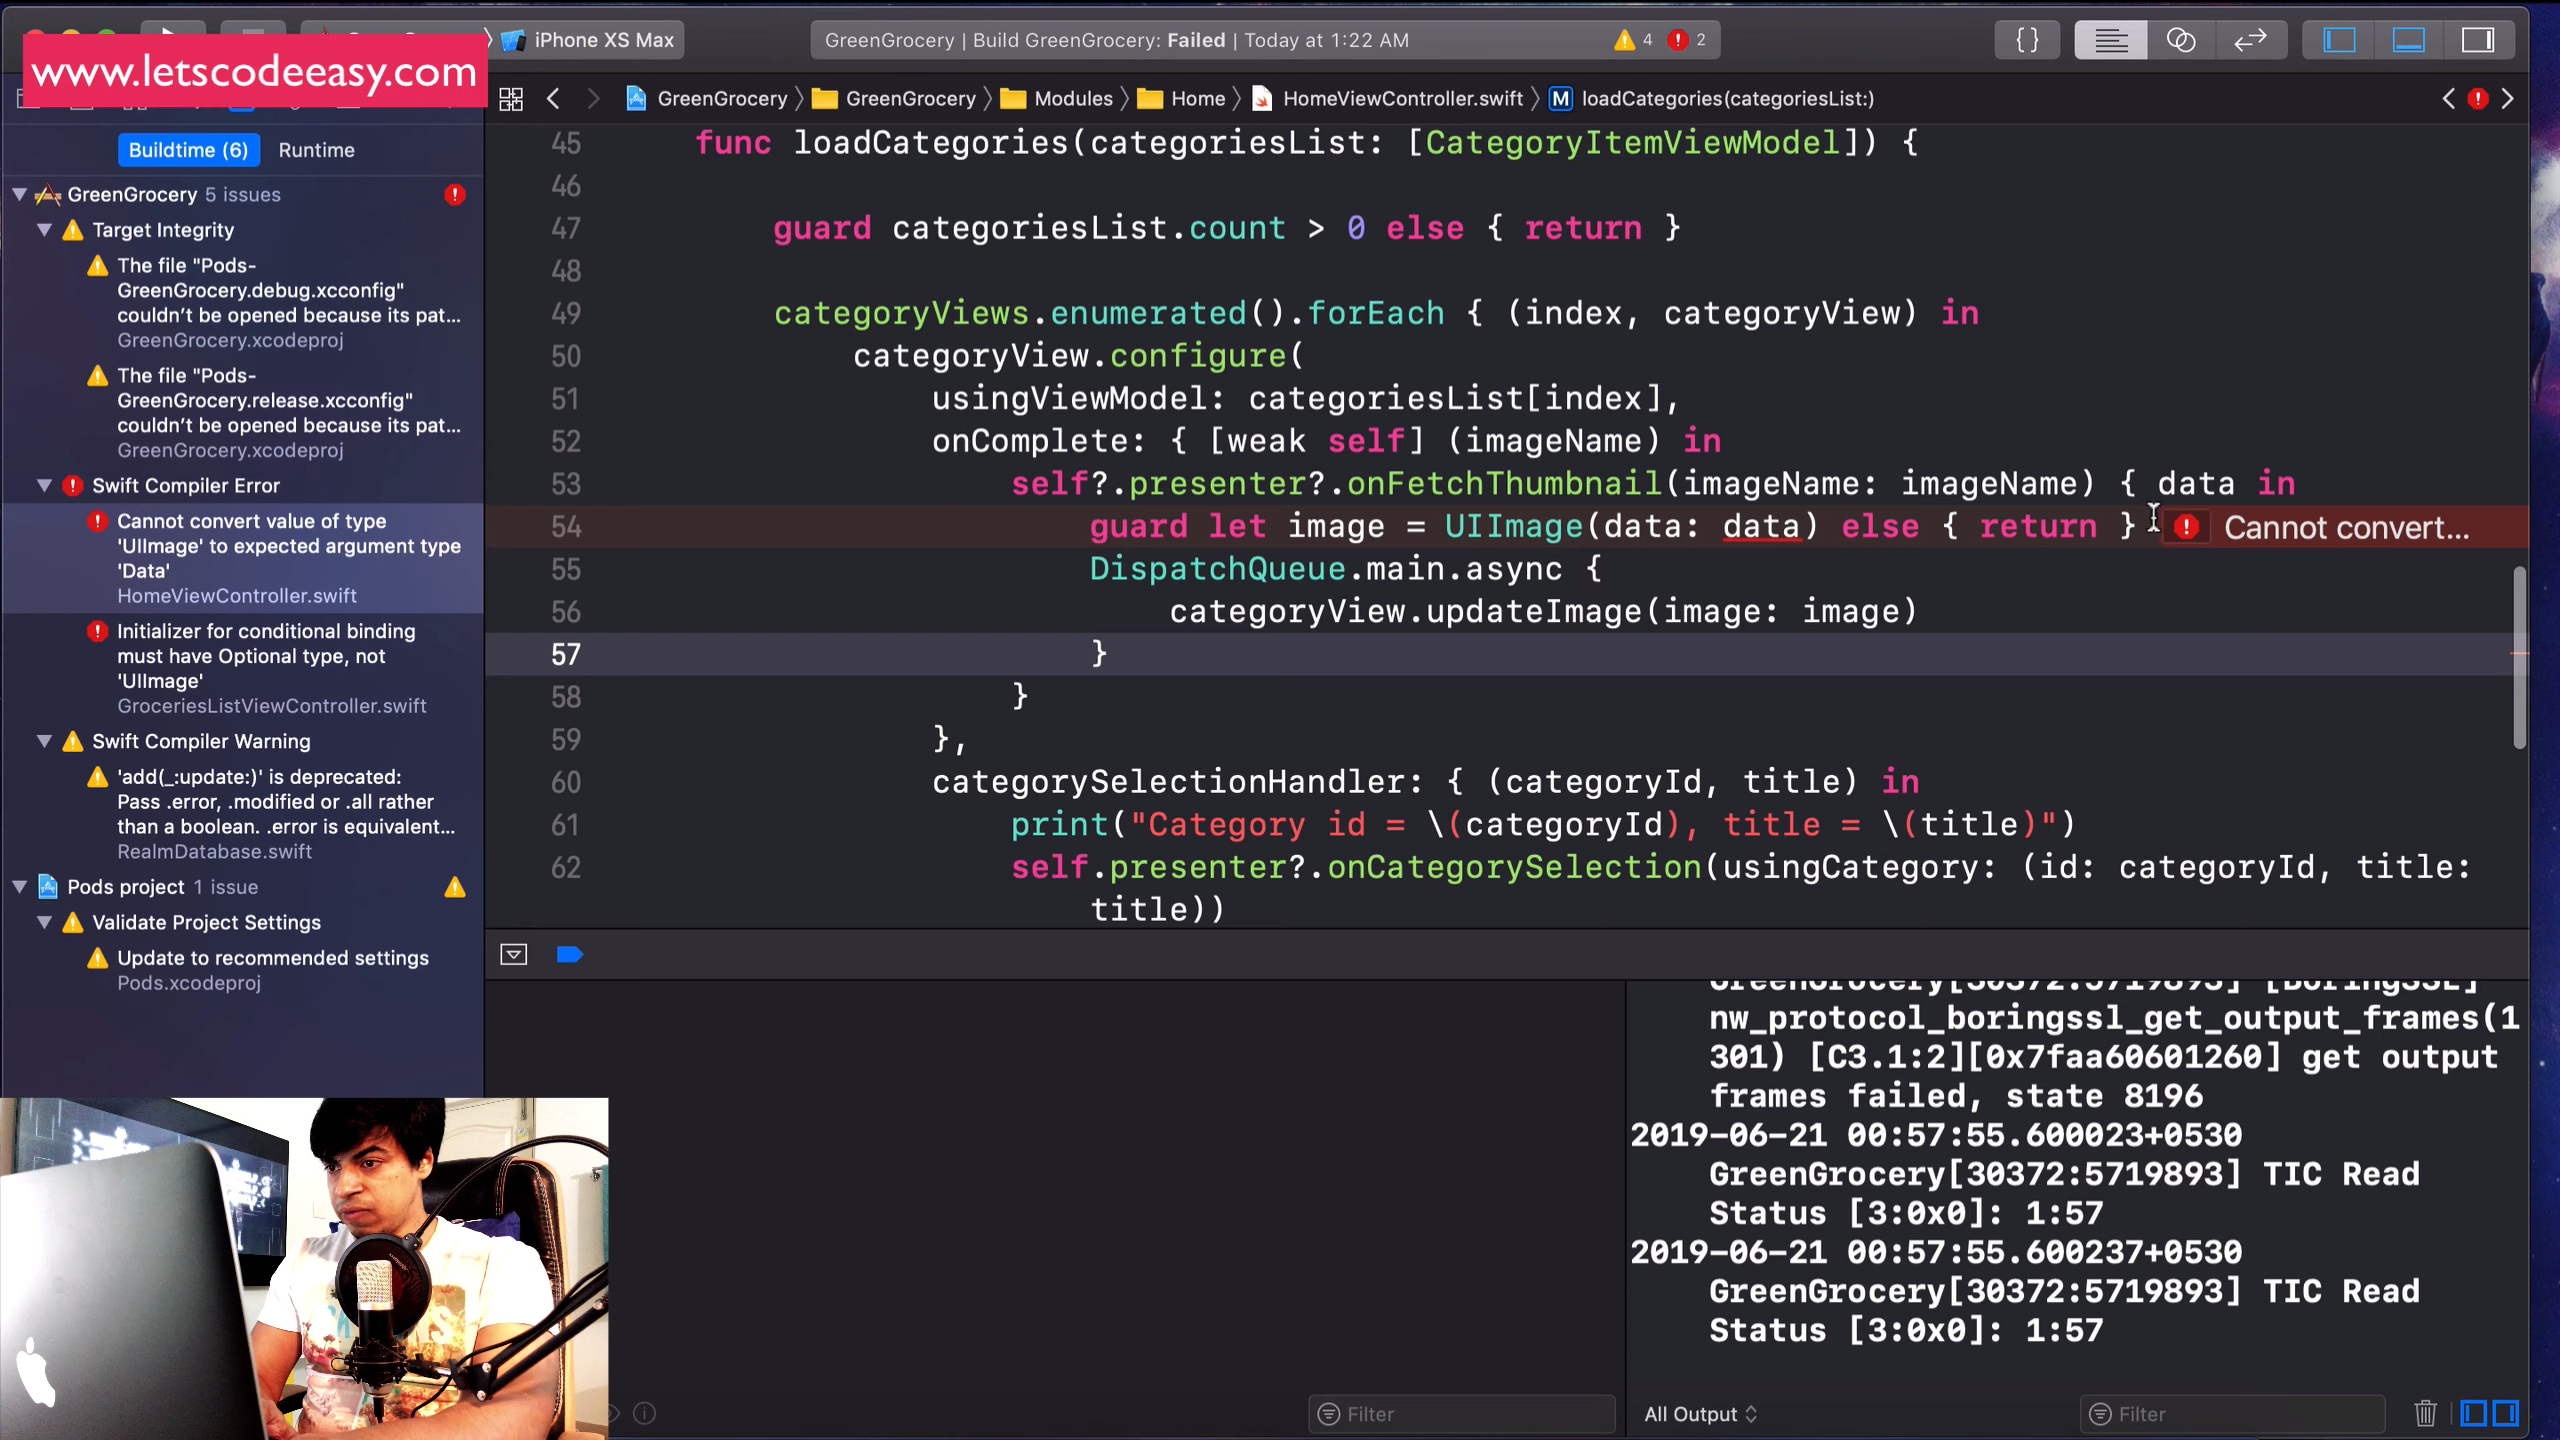 www.letscodeeasy.com
iPhone XS Max
GreenGrocery | Build GreenGrocery: Failed | Today at 1:22 AM
4
2
GreenGrocery
GreenGrocery
Modules
Home
HomeViewController.swift
M
loadCategories(categoriesList:)
Buildtime (6)
Runtime
GreenGrocery 5 issues
Target Integrity
The file "Pods-
GreenGrocery.debug.xcconfig"
couldn't be opened because its pat...
GreenGrocery.xcodeproj
The file "Pods-
GreenGrocery.release.xcconfig"
couldn't be opened because its pat...
GreenGrocery.xcodeproj
Swift Compiler Error
Cannot convert value of type
'UIImage' to expected argument type
'Data'
HomeViewController.swift
Initializer for conditional binding
must have Optional type, not
'UIImage'
GroceriesListViewController.swift
Swift Compiler Warning
'add(_:update:)' is deprecated:
Pass .error, .modified or .all rather
than a boolean. .error is equivalent...
RealmDatabase.swift
Pods project 1 issue
Validate Project Settings
Update to recommended settings
Pods.xcodeproj
45 func loadCategories(categoriesList: [CategoryItemViewModel]) {
46
47 guard categoriesList.count > 0 else { return }
48
49 categoryViews.enumerated().forEach { (index, categoryView) in
50 categoryView.configure(
51 usingViewModel: categoriesList[index],
52 onComplete: { [weak self] (imageName) in
53 self?.presenter?.onFetchThumbnail(imageName: imageName) { data in
54 guard let image = UIImage(data: data) else { return } Cannot convert...
55 DispatchQueue.main.async {
56 categoryView.updateImage(image: image)
57 }
58 }
59 },
60 categorySelectionHandler: { (categoryId, title) in
61 print("Category id = \(categoryId), title = \(title)")
62 self.presenter?.onCategorySelection(usingCategory: (id: categoryId, title:
title))
GreenGrocery[30372:5719893] [BoringSSL]
nw_protocol_boringssl_get_output_frames(1
301) [C3.1:2][0x7faa60601260] get output
frames failed, state 8196
2019-06-21 00:57:55.600023+0530
GreenGrocery[30372:5719893] TIC Read
Status [3:0x0]: 1:57
2019-06-21 00:57:55.600237+0530
GreenGrocery[30372:5719893] TIC Read
Status [3:0x0]: 1:57
Filter
All Output
Filter